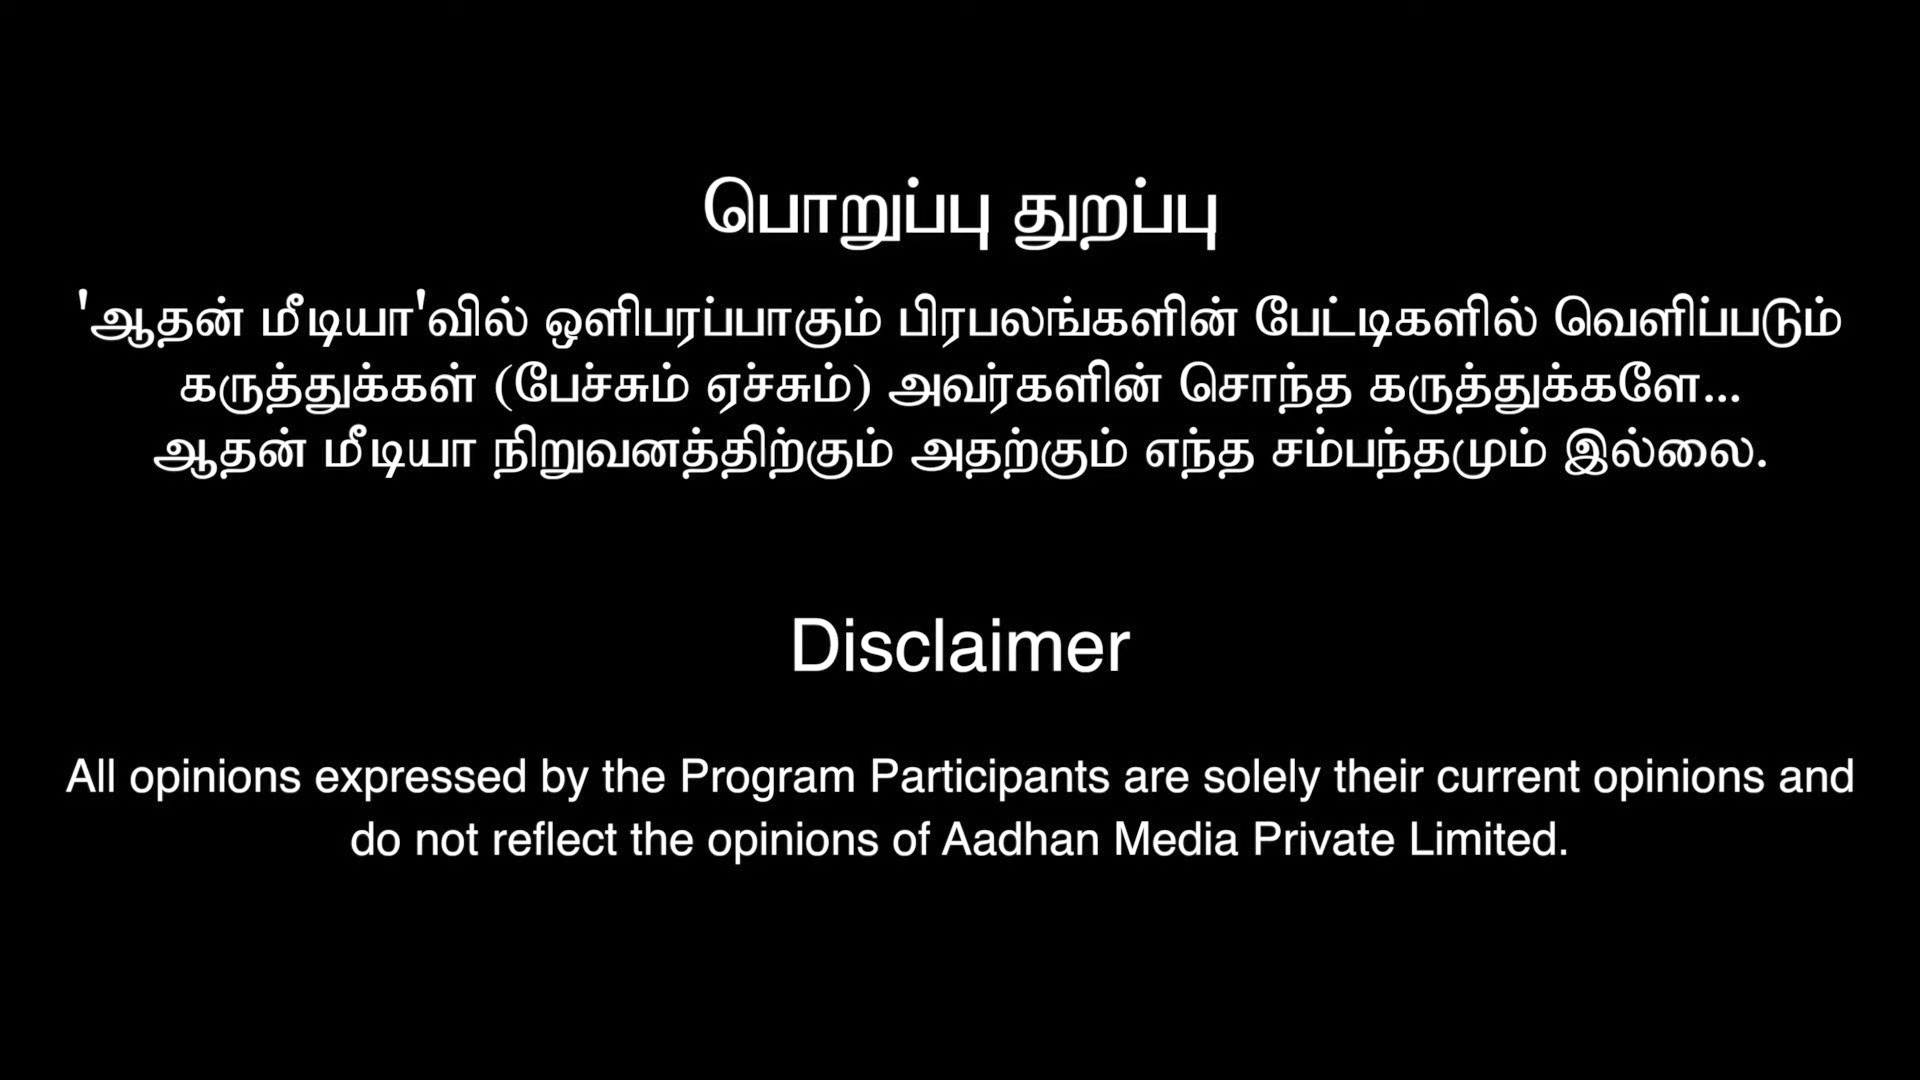 பொறுப்பு துறப்பு
'ஆதன் மீடியா'வில் ஒளிபரப்பாகும் பிரபலங்களின் பேட்டிகளில் வெளிப்படும்
கருத்துக்கள் (பேச்சும் ஏச்சும்) அவர்களின் சொந்த கருத்துக்களே...
ஆதன் மீடியா நிறுவனத்திற்கும் அதற்கும் எந்த சம்பந்தமும் இல்லை.
Disclaimer
All opinions expressed by the Program Participants are solely their current opinions and
do not reflect the opinions of Aadhan Media Private Limited.